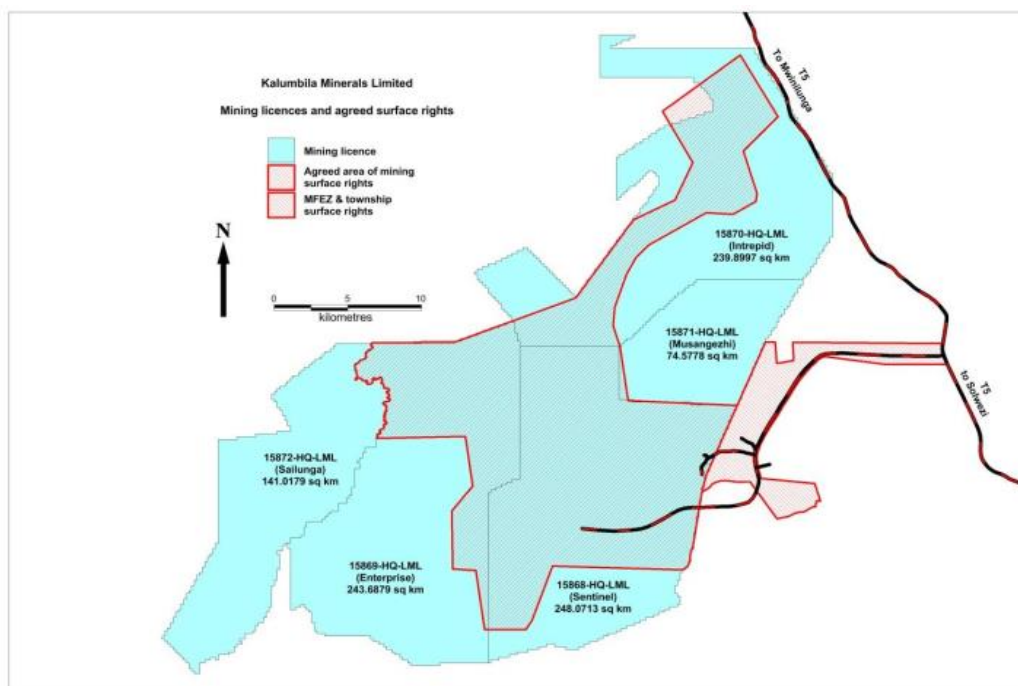 Kalumbila Minerals Limited
Mining licences and agreed surface rights
Mining licence
Agreed area of mining
surface rights
MFEZ & township
surface rights
N
0 5 10
kilometres
T5
To Mwinilunga
15870-HQ-LML
(Intrepid)
239.8997 sq km
15871-HQ-LML
(Musangezhi)
74.5778 sq km
T5
to Solwezi
15872-HQ-LML
(Sailunga)
141.0179 sq km
15869-HQ-LML
(Enterprise)
243.6879 sq km
15868-HQ-LML
(Sentinel)
248.0713 sq km